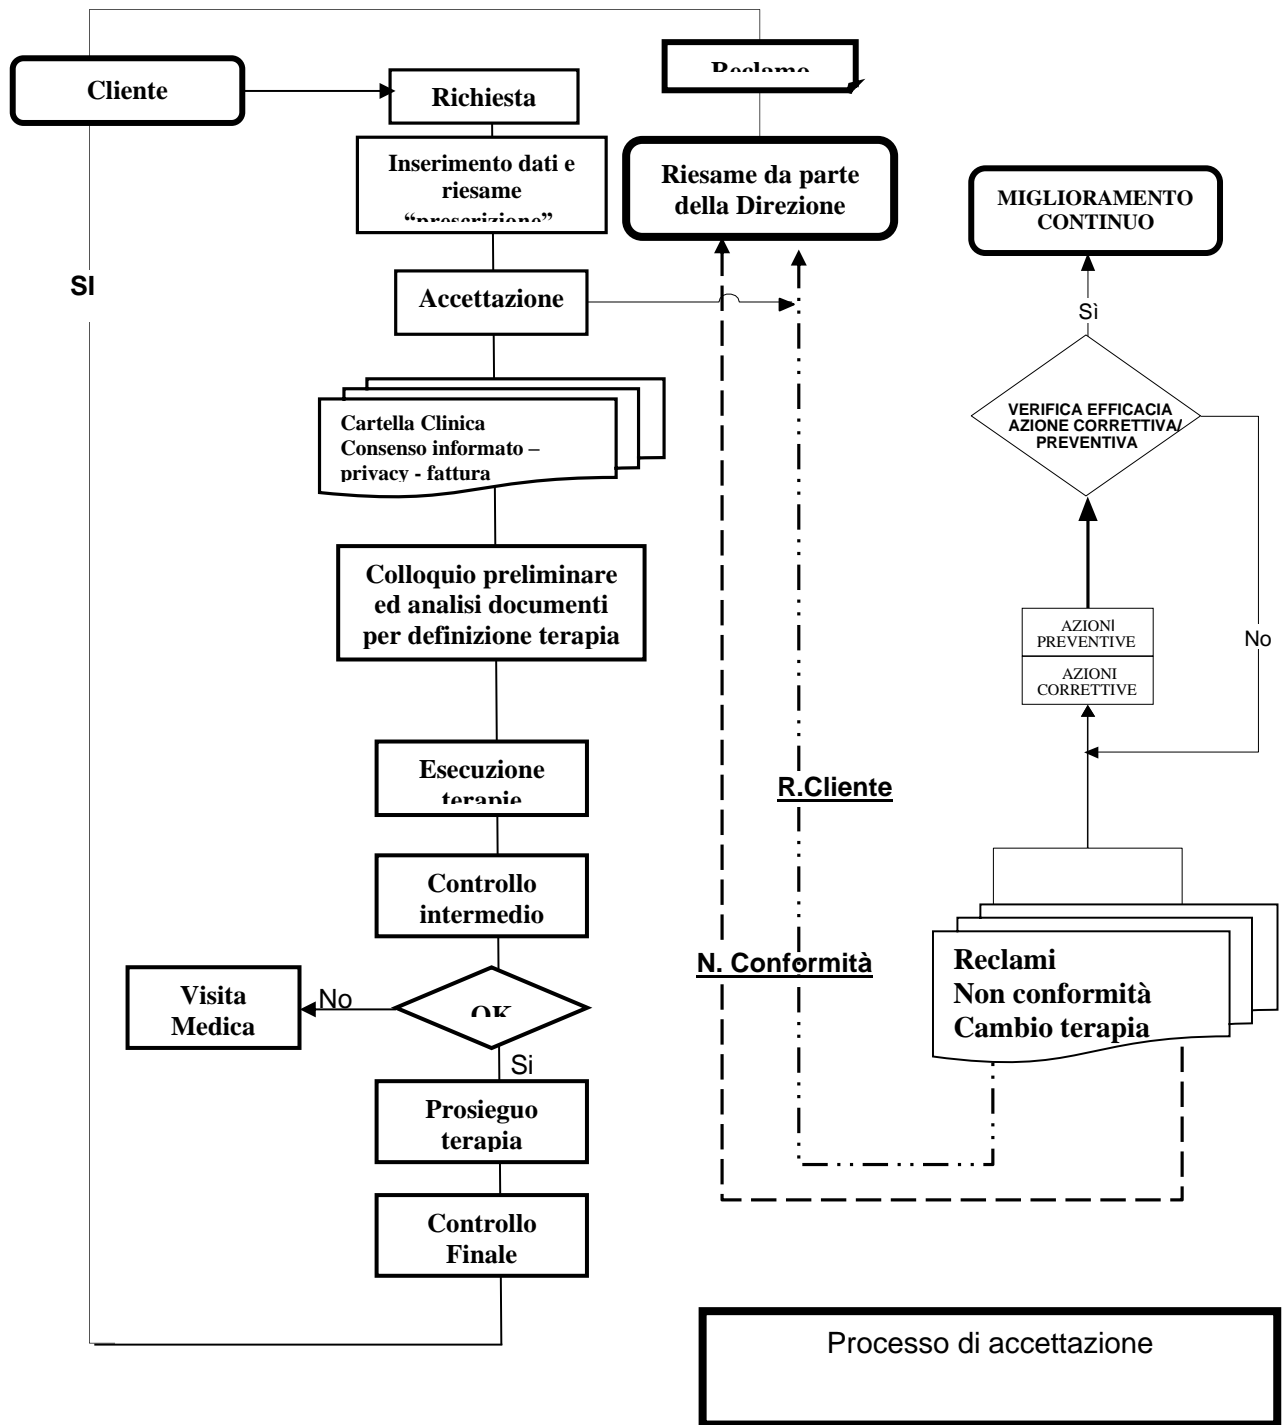 Cliente
Richiesta
Reclamo
Inserimento dati e
riesame
“prescrizione”
Riesame da parte
della Direzione
MIGLIORAMENTO
CONTINUO
SI
Accettazione
Sì
Cartella Clinica
Consenso informato –
privacy - fattura
VERIFICA EFFICACIA
AZIONE CORRETTIVA/
PREVENTIVA
Colloquio preliminare
ed analisi documenti
per definizione terapia
AZIONI
PREVENTIVE
AZIONI
CORRETTIVE
No
Esecuzione
terapie
R.Cliente
Controllo
intermedio
N. Conformità
Reclami
Non conformità
Cambio terapia
Visita
Medica
No
OK
Si
Prosieguo
terapia
Controllo
Finale
Processo di accettazione